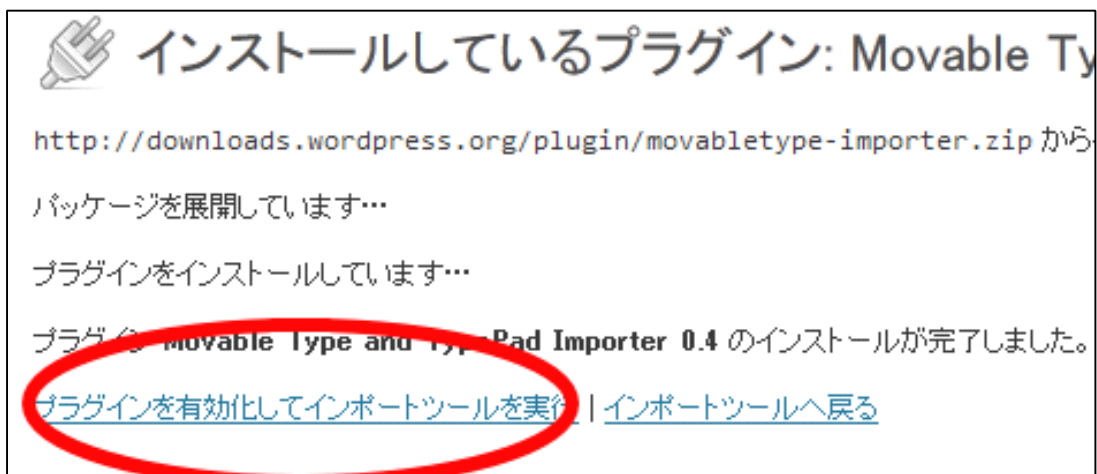 インストールしているプラグイン: Movable Ty
http://downloads.wordpress.org/plugin/movabletype-importer.zip から
パッケージを展開しています…
プラグインをインストールしています…
プラグイン Movable Type and TypePad Importer 0.4 のインストールが完了しました。
プラグインを有効化してインポートツールを実行 | インポートツールへ戻る